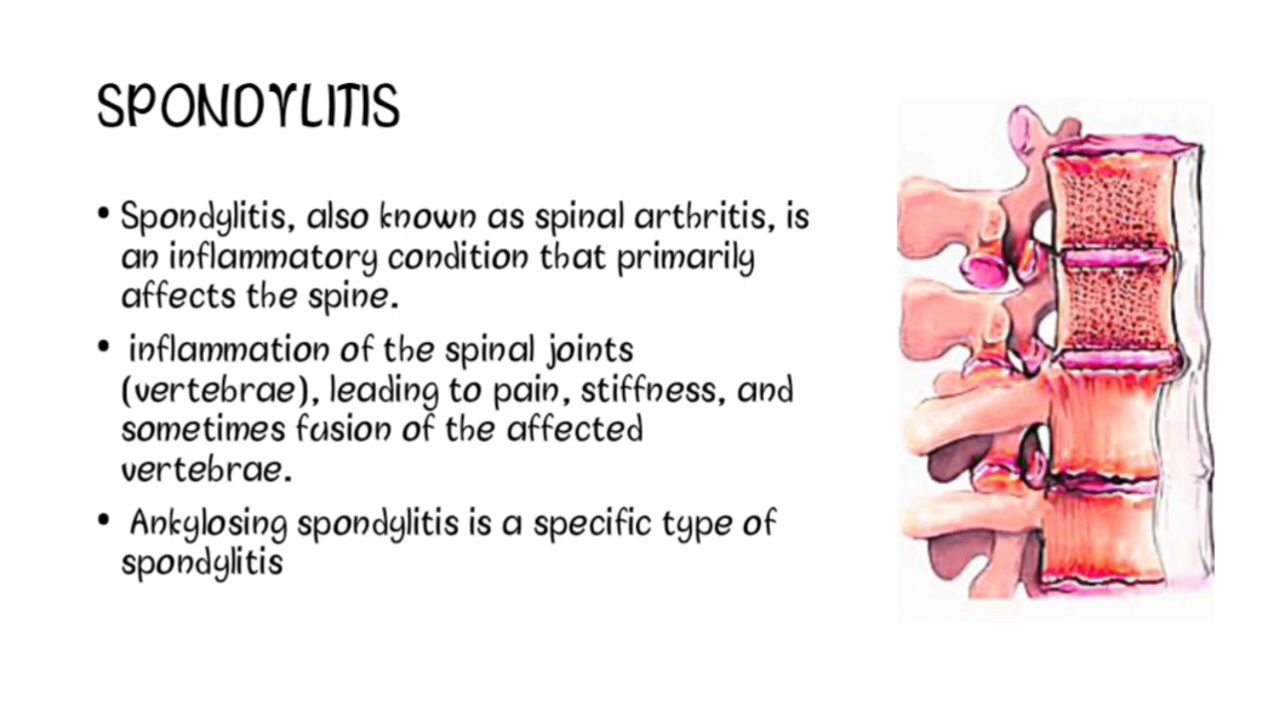 SPONDYLITIS
• Spondylitis, also known as spinal arthritis, is
an inflammatory condition that primarily
affects the spine.
• inflammation of the spinal joints
(vertebrae), leading to pain, stiffness, and
sometimes fusion of the affected
vertebrae.
• Ankylosing spondylitis is a specific type of
spondylitis